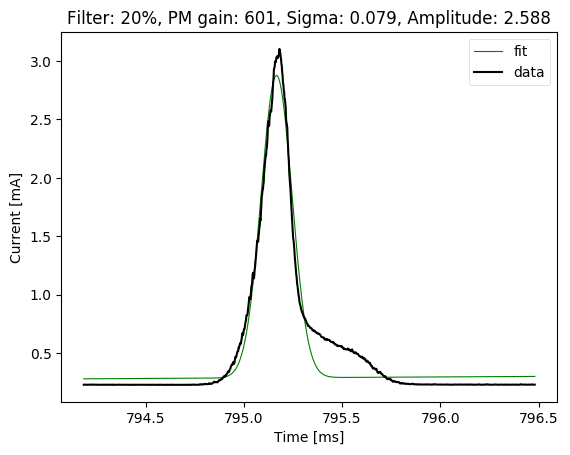 Filter: 20%, PM gain: 601, Sigma: 0.079, Amplitude: 2.588
fit
data
3.0
2.5
2.0
1.5
1.0
0.5
Current [mA]
794.5 795.0 795.5 796.0 796.5
Time [ms]